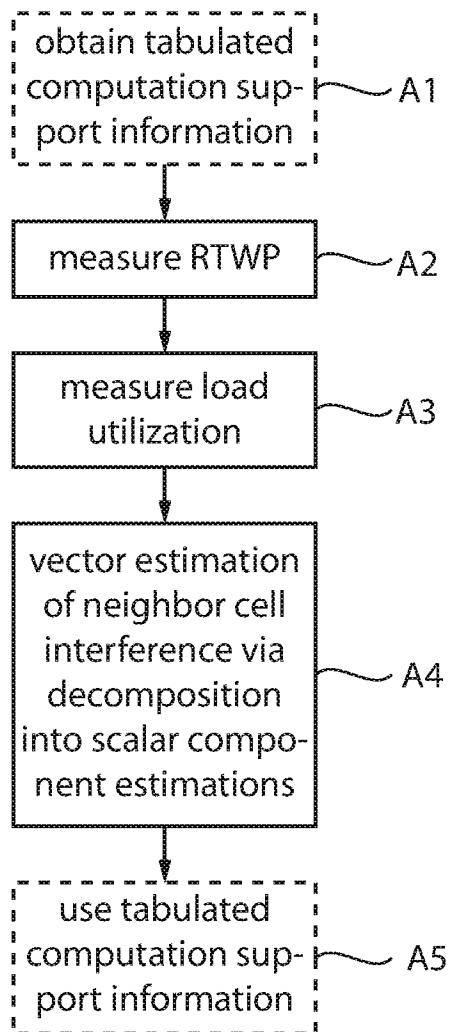 obtain tabulated
computation sup-
port information
A1
measure RTWP
A2
measure load
utilization
A3
vector estimation
of neighbor cell
interference via
decomposition
into scalar compo-
nent estimations
A4
use tabulated
computation sup-
port information
A5